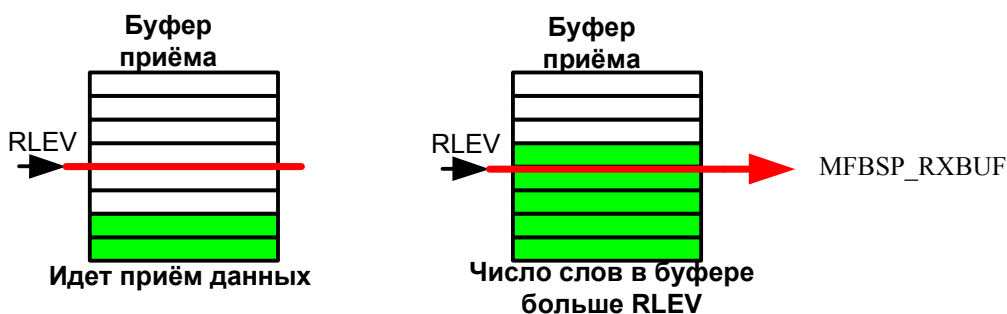 Буфер
приёма
RLEV
Идет приём данных
Буфер
приёма
RLEV
MFBSP_RXBUF
Число слов в буфере
больше RLEV